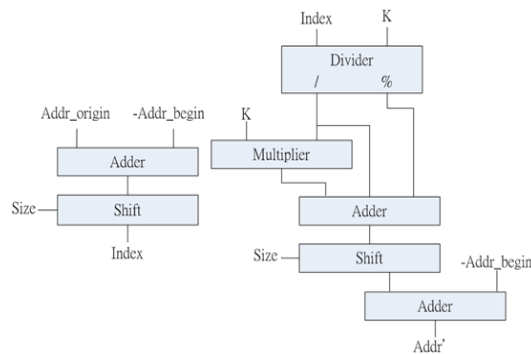 Addr_origin -Addr_begin
Adder
Size Shift
Index
Index K
Divider
/ %
K
Multiplier
Adder
Size Shift
-Addr_begin
Adder
Addr*